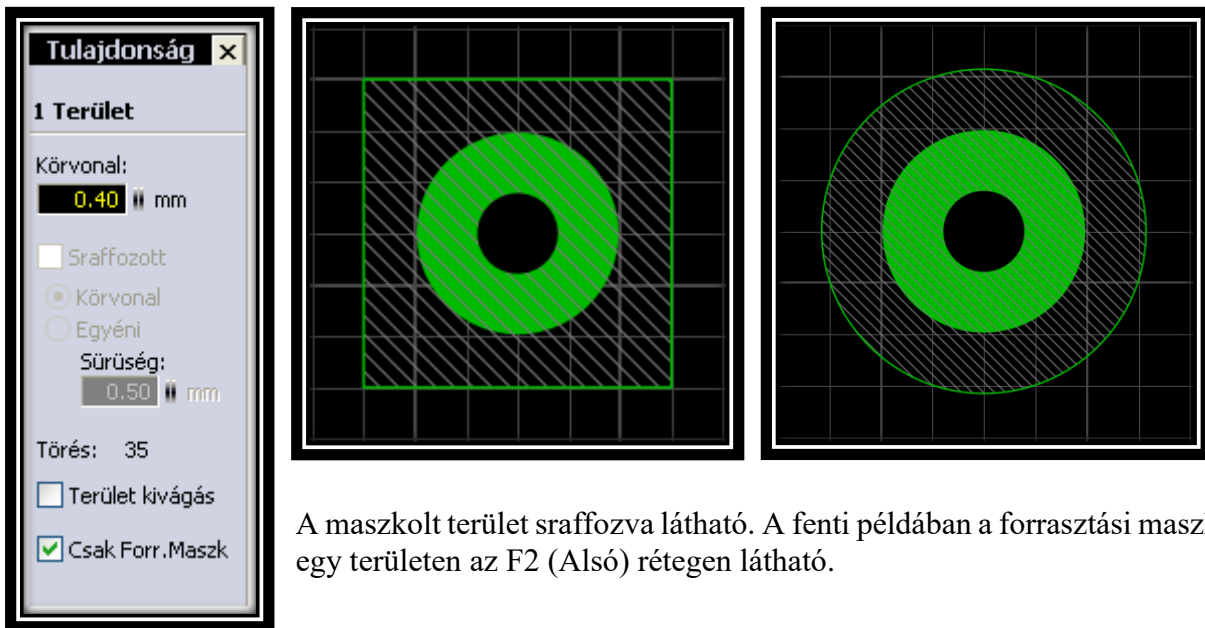 Tulajdonság
1 Terület
Körvonal:
0.40 mm
Sraffozott
Körvonal
Egyéni
Sürüség:
0.50 mm
Törés: 35
Terület kivágás
Csak Forr.Maszk
A maszkolt terület sraffozva látható. A fenti példában a forrasztási masz
egy területen az F2 (Alsó) rétegen látható.